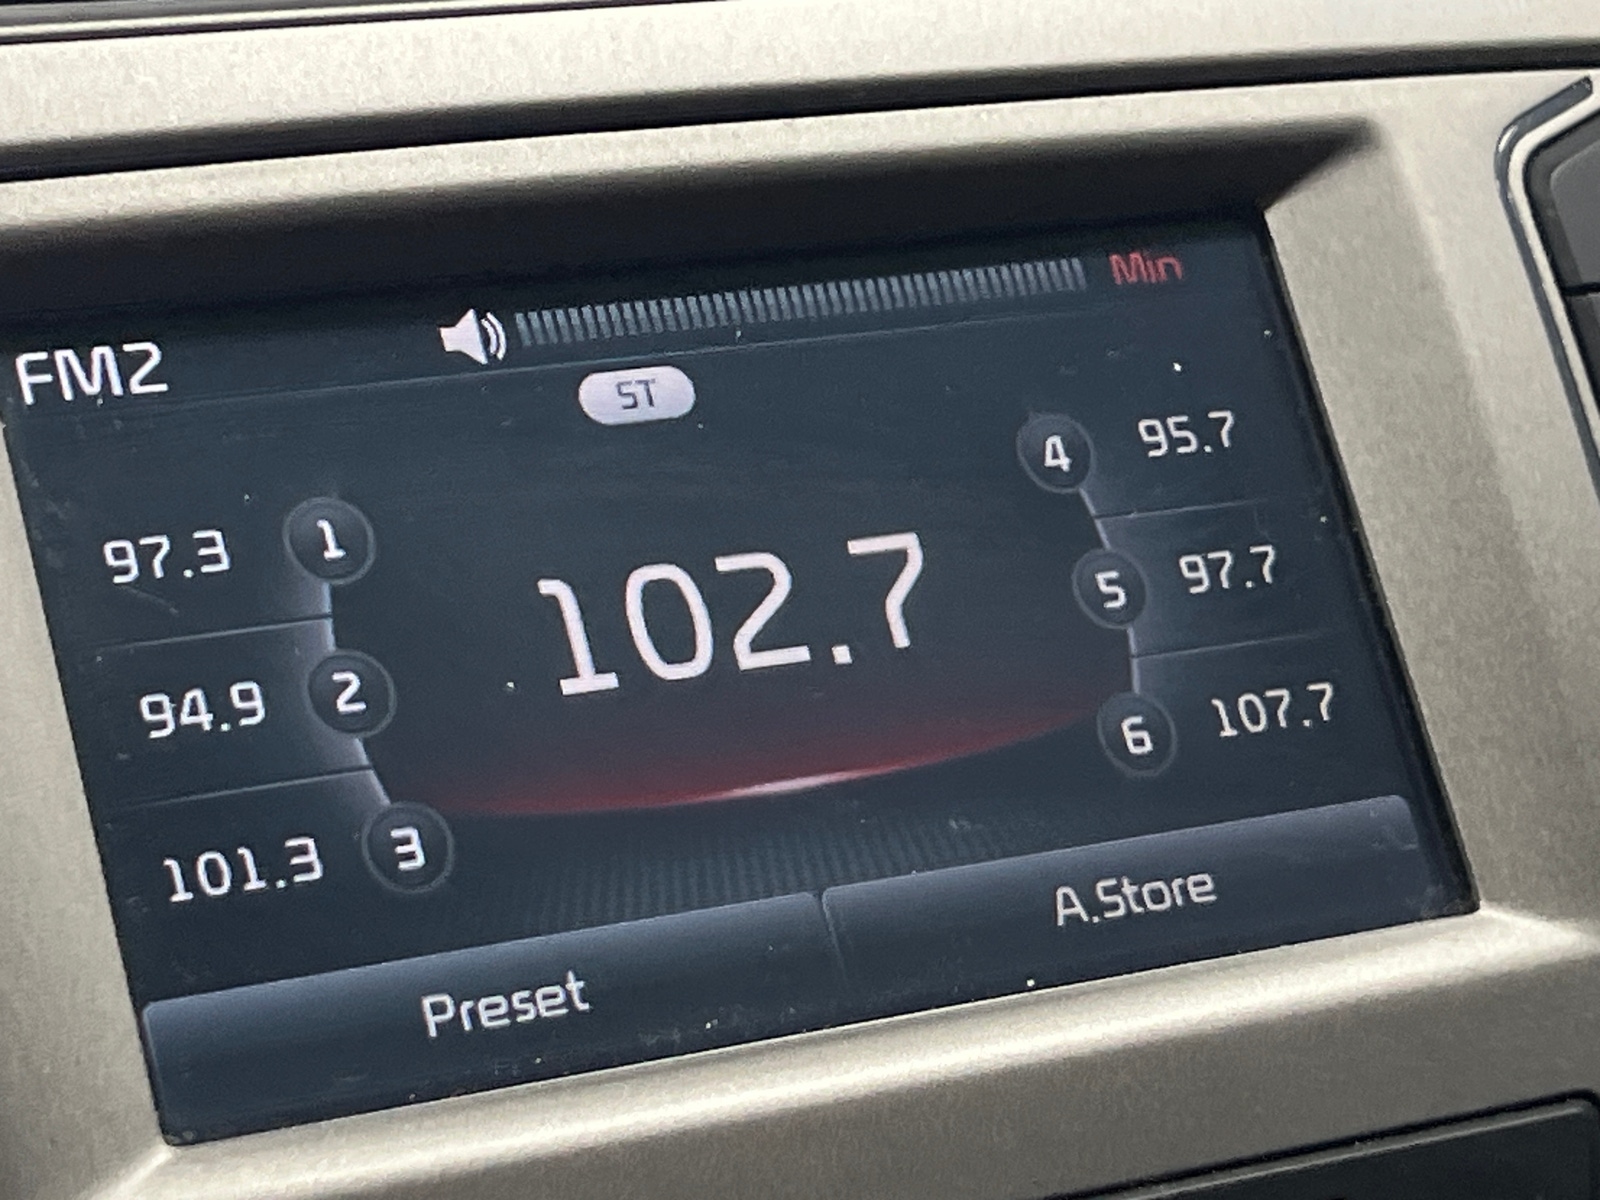 Min
FM2
ST
97.3 1
94.9 2
101.3 3
102.7
4 95.7
5 97.7
6 107.7
Preset
A.Store